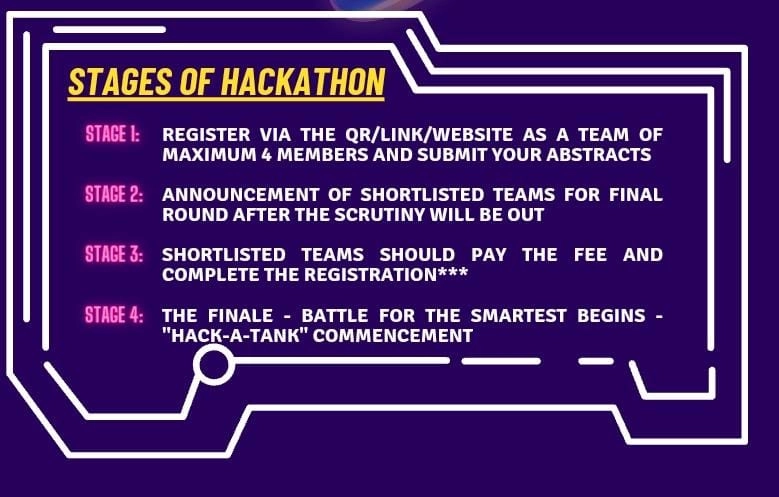 STAGES OF HACKATHON
STAGE 1: REGISTER VIA THE QR/LINK/WEBSITE AS A TEAM OF
MAXIMUM 4 MEMBERS AND SUBMIT YOUR ABSTRACTS
STAGE 2: ANNOUNCEMENT OF SHORTLISTED TEAMS FOR FINAL
ROUND AFTER THE SCRUTINY WILL BE OUT
STAGE 3: SHORTLISTED TEAMS SHOULD PAY THE FEE AND
COMPLETE THE REGISTRATION***
STAGE 4: THE FINALE - BATTLE FOR THE SMARTEST BEGINS -
"HACK-A-TANK" COMMENCEMENT